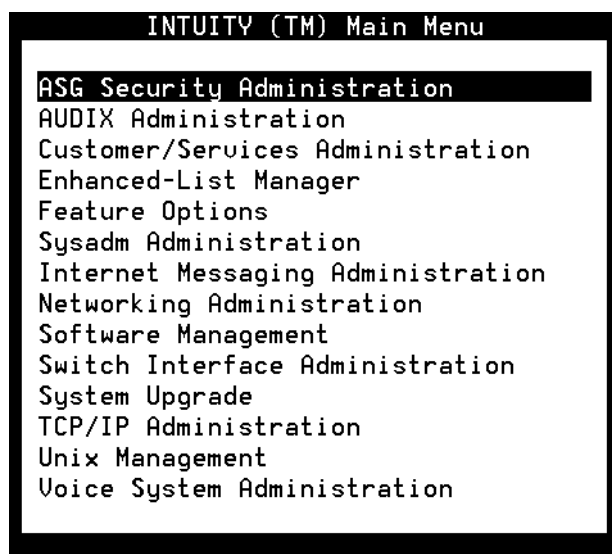 INTUITY (TM) Main Menu
ASG Security Administration
AUDIX Administration
Customer/Services Administration
Enhanced-List Manager
Feature Options
Sysadm Administration
Internet Messaging Administration
Networking Administration
Software Management
Switch Interface Administration
System Upgrade
TCP/IP Administration
Unix Management
Voice System Administration